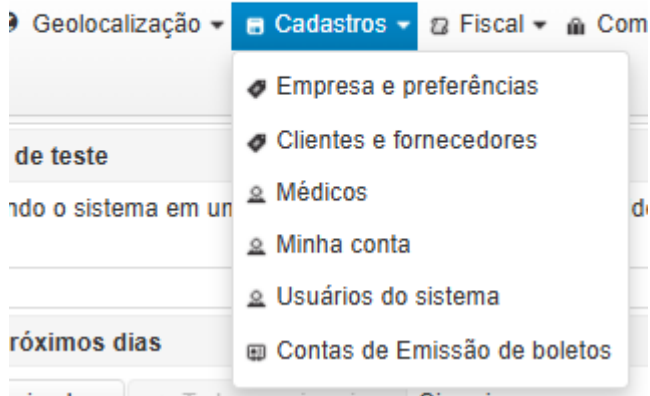 Geolocalização Cadastros Fiscal Com
Empresa e preferências
Clientes e fornecedores
de teste
Médicos
ndo o sistema em um
Minha conta
Usuários do sistema
róximos dias
Contas de Emissão de boletos